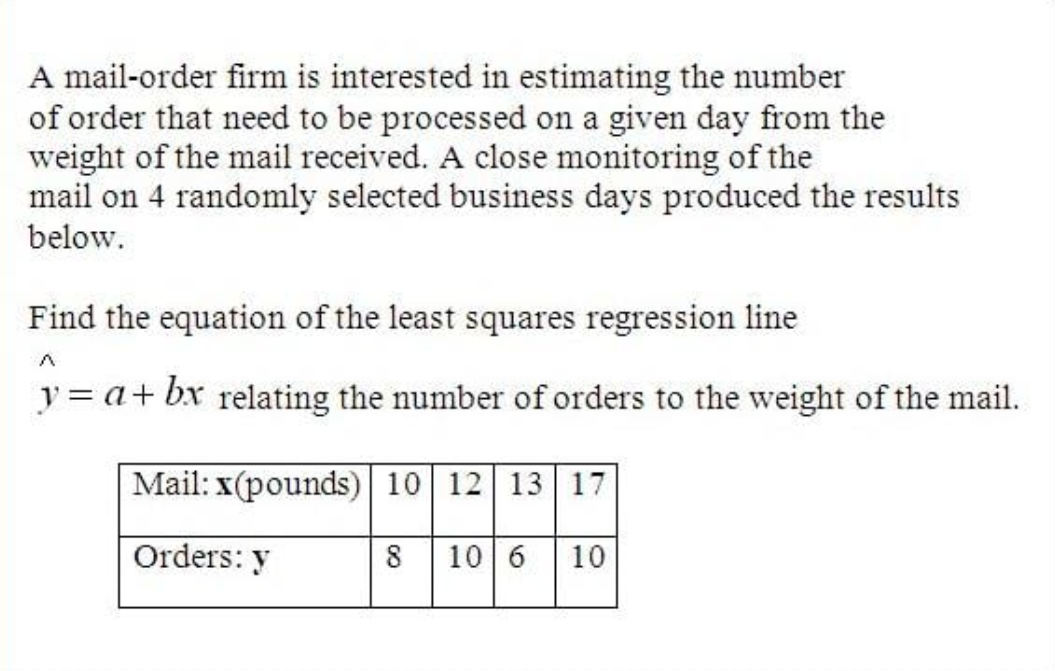 A mail-order firm is interested in estimating the number
of order that need to be processed on a given day from the
weight of the mail received. A close monitoring of the
mail on 4 randomly selected business days produced the results
below.
Find the equation of the least squares regression line
ŷ = a + bx relating the number of orders to the weight of the mail.
Mail: x(pounds) 10 12 13 17
Orders: y 8 10 6 10